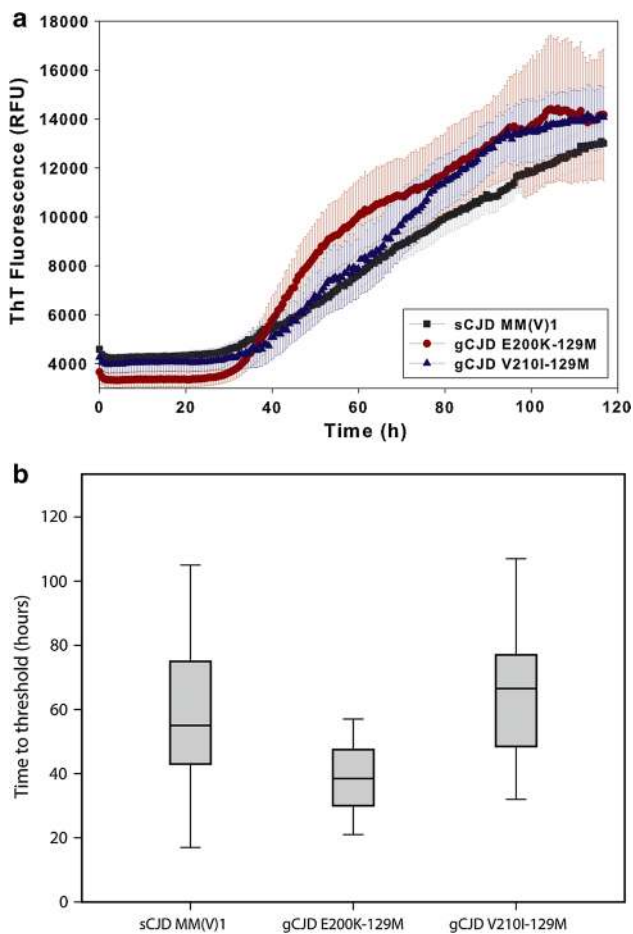 a
18000
16000
14000
12000
10000
8000
6000
4000
ThT Fluorescence (RFU)
sCJD MM(V)1
gCJD E200K-129M
gCJD V210I-129M
0 20 40 60 80 100 120
Time (h)
b
120
100
80
60
40
20
0
Time to threshold (hours)
sCJD MM(V)1 gCJD E200K-129M gCJD V210I-129M